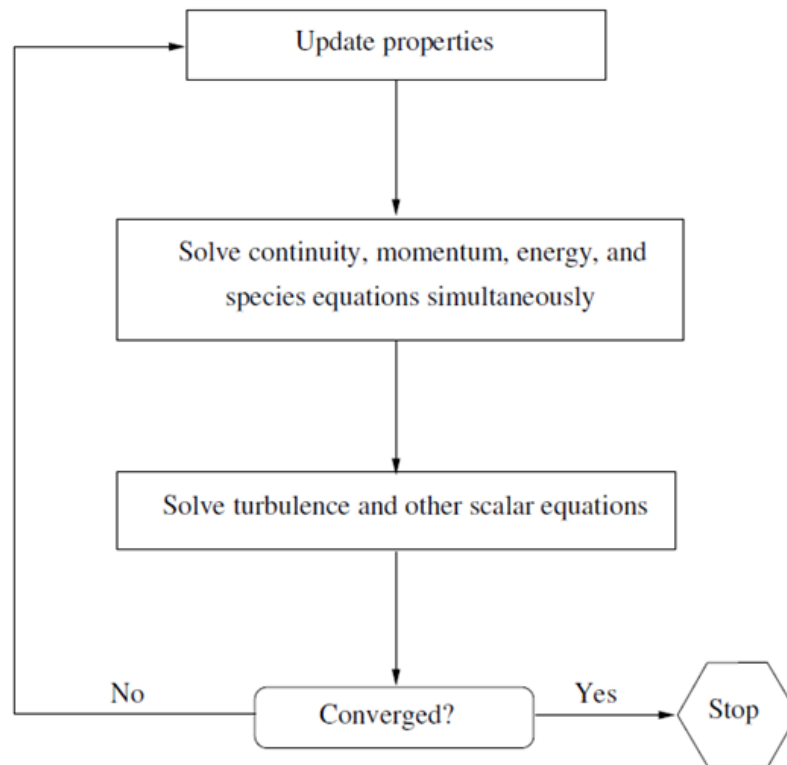 Update properties
Solve continuity, momentum, energy, and
species equations simultaneously
Solve turbulence and other scalar equations
No
Converged?
Yes
Stop